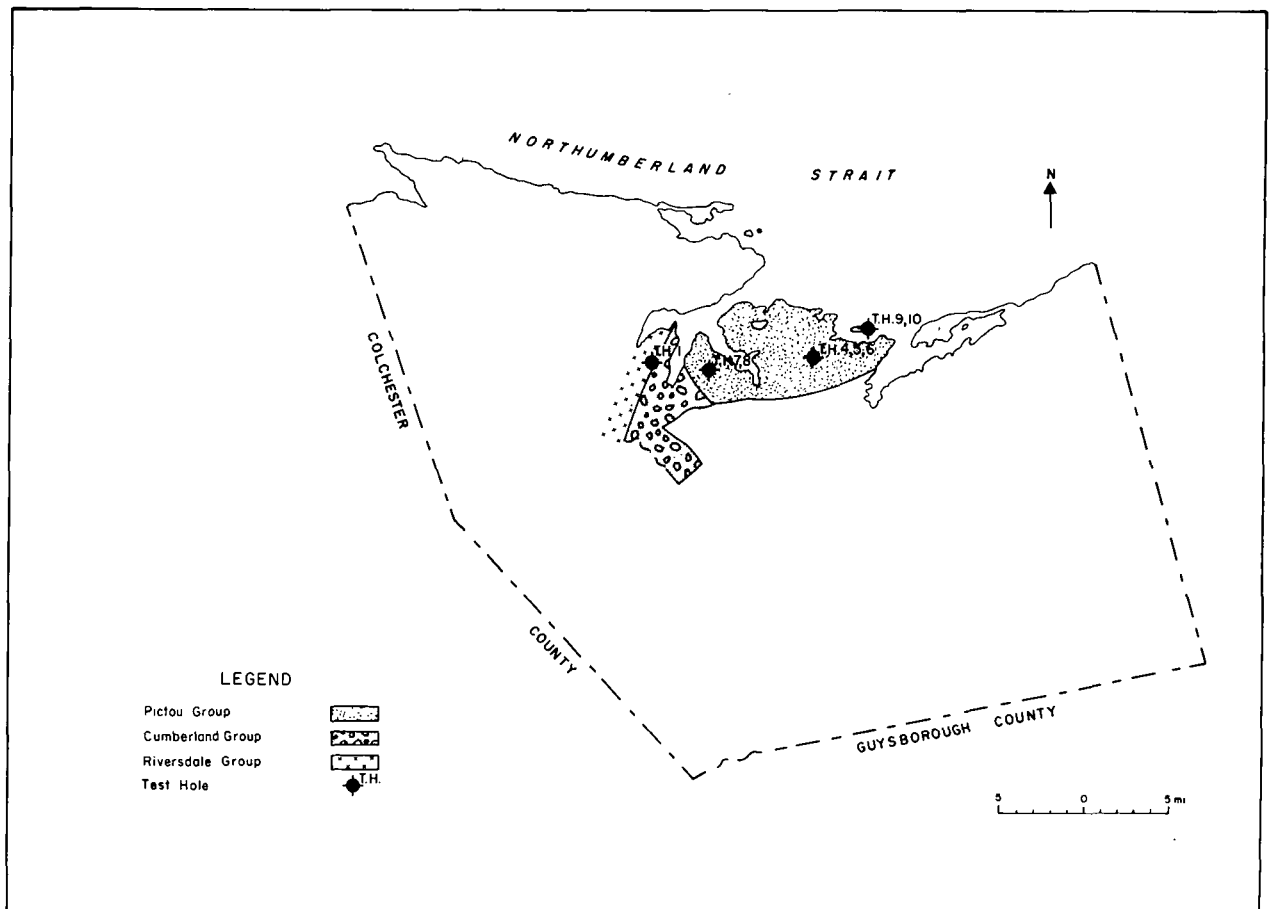 NORTHUMBERLAND STRAIT
N
T.H.9,10
T.H.1
T.H.7,8
T.H.4,5,6
COLCHESTER
COUNTY
GUYSBOROUGH COUNTY
LEGEND
Pictou Group
Cumberland Group
Riversdale Group
Test Hole T.H.
5 0 5 mi